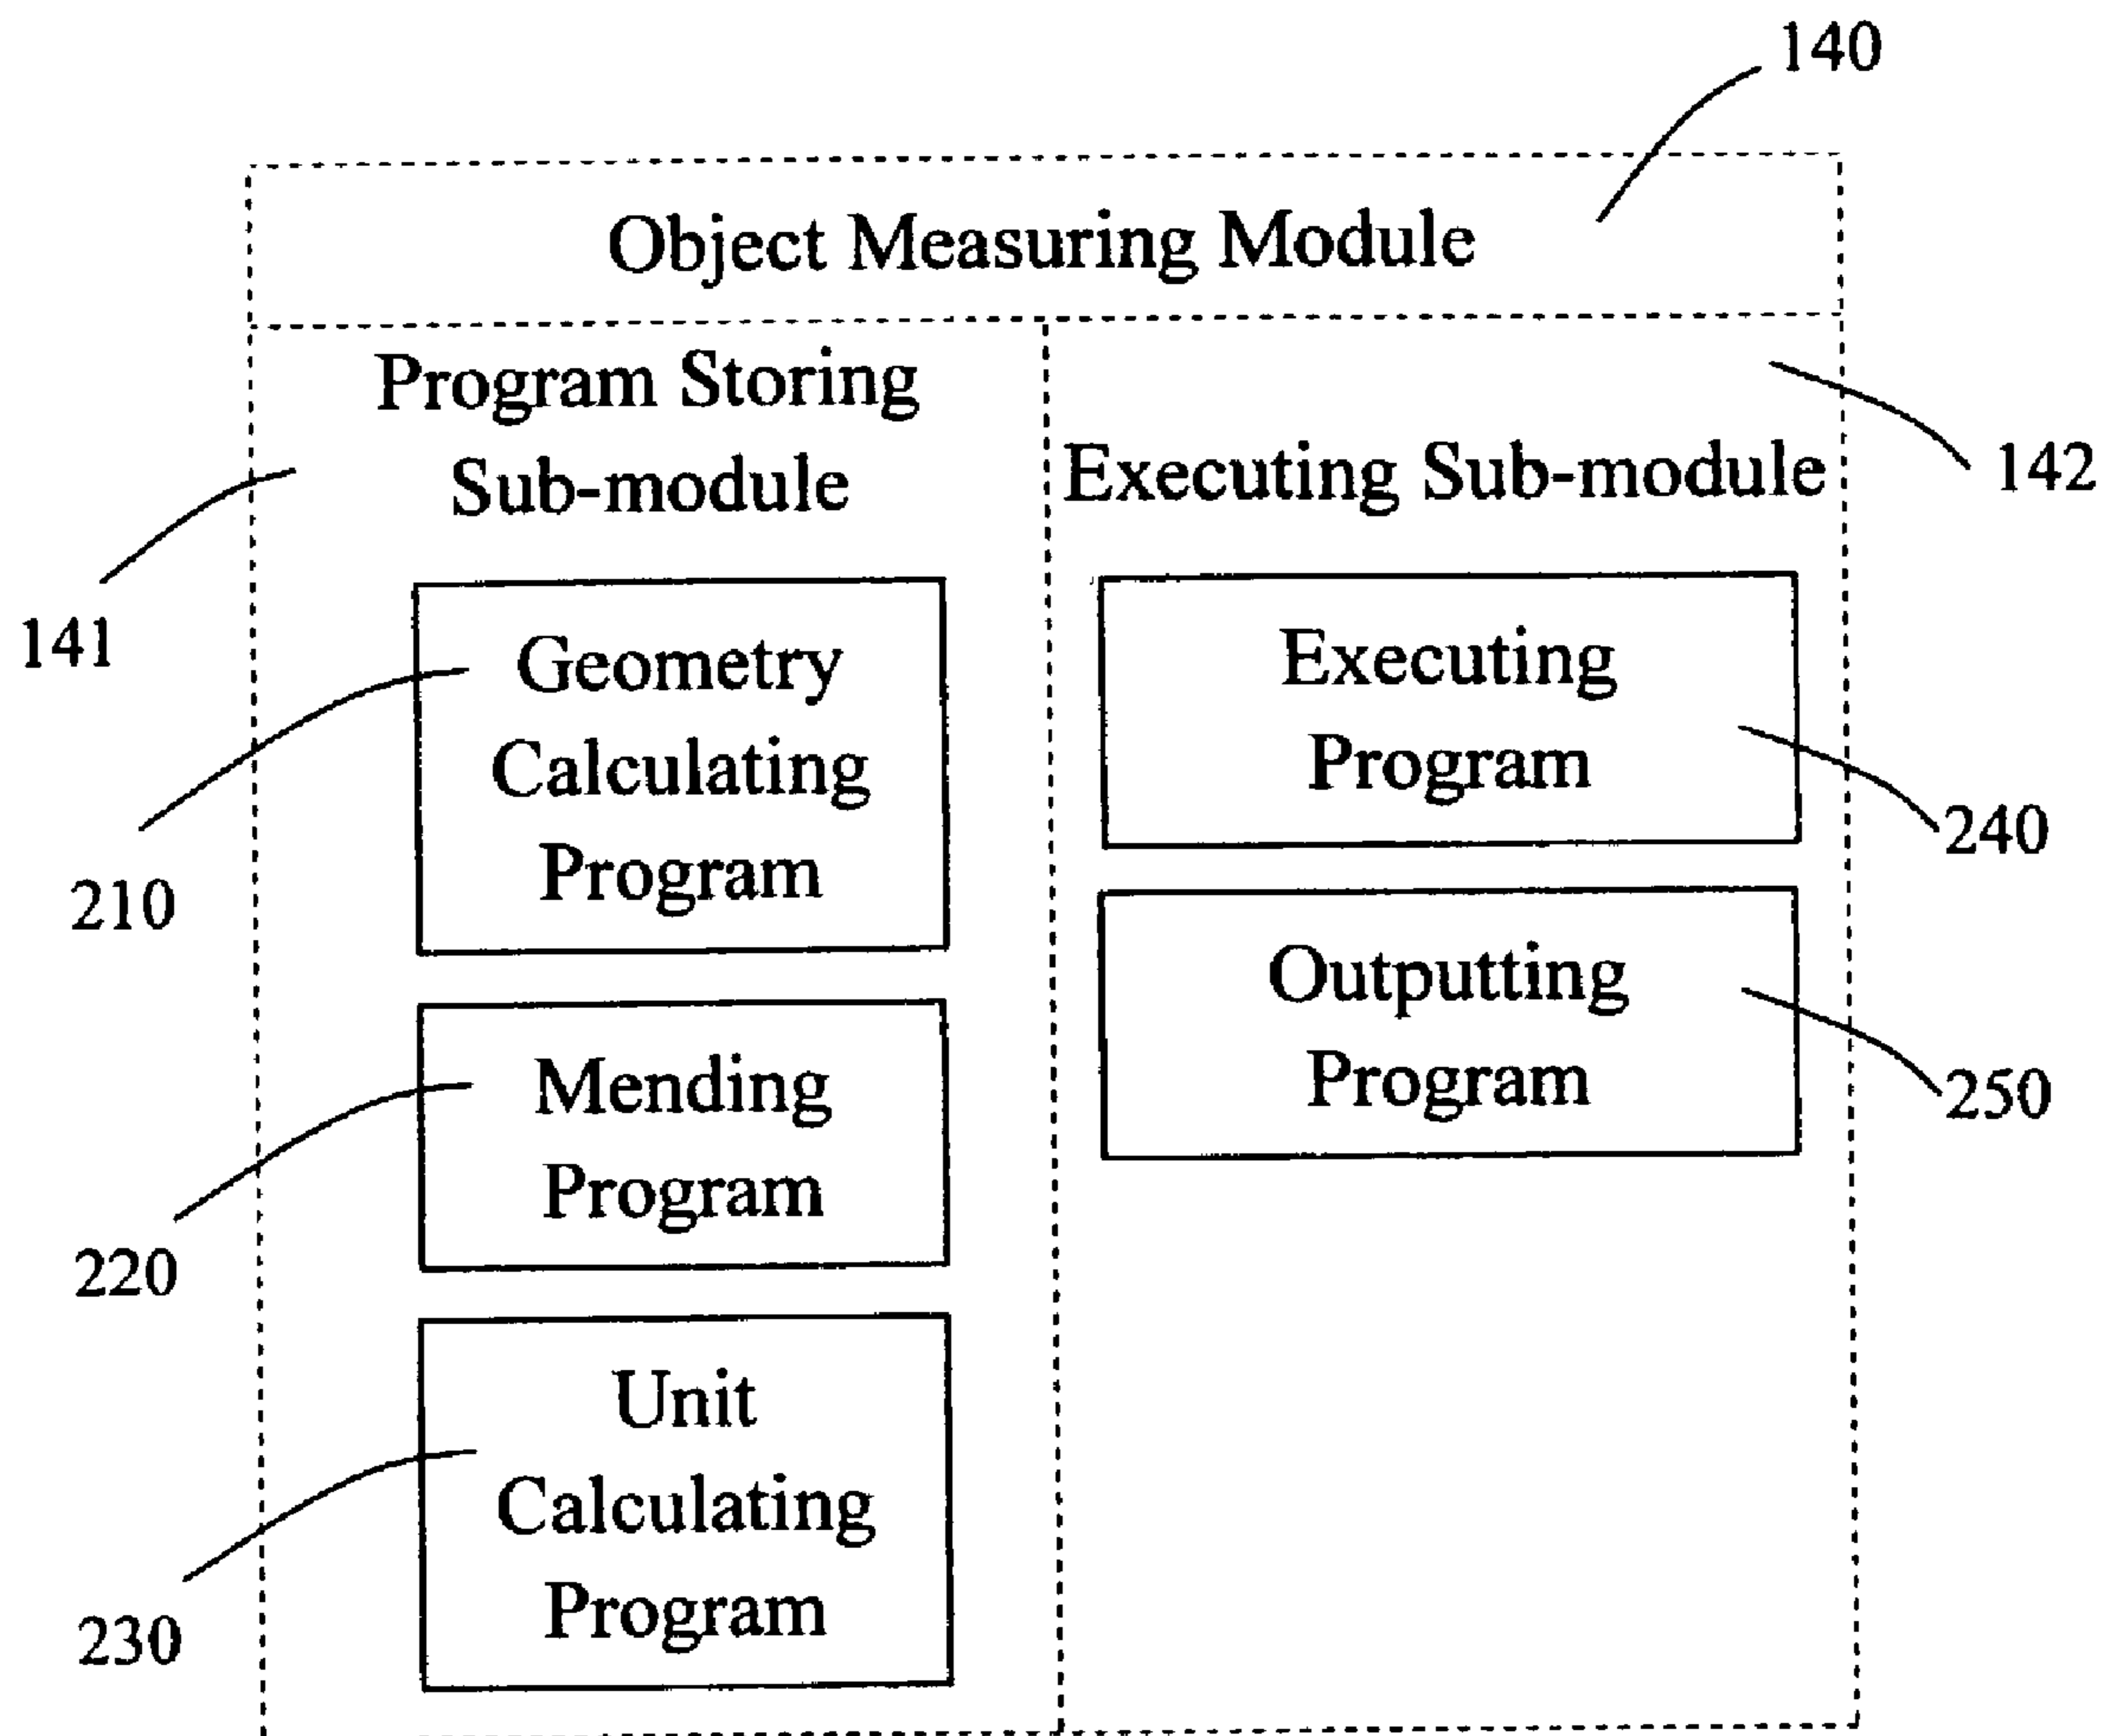 140
Object Measuring Module
Program Storing
Sub-module
141
Geometry
Calculating
Program
210
Mending
Program
220
Unit
Calculating
Program
230
142
Executing Sub-module
Executing
Program
240
Outputting
Program
250